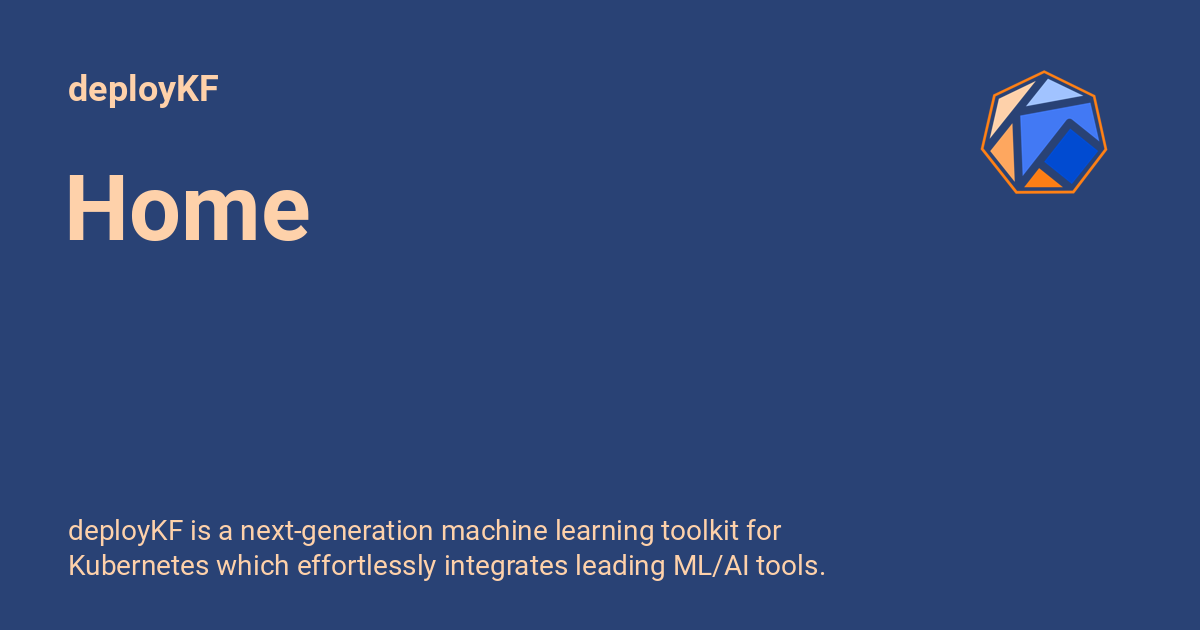 deployKF
Home
deployKF is a next-generation machine learning toolkit for
Kubernetes which effortlessly integrates leading ML/AI tools.